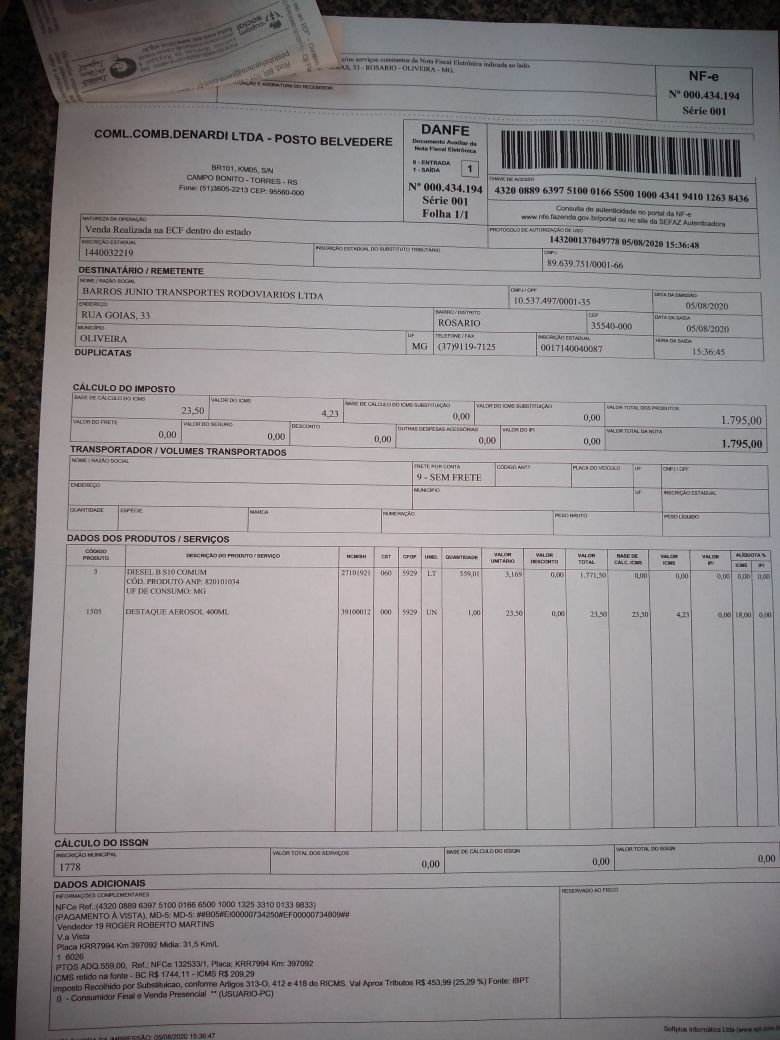 cupom
social
e/ou serviços constantes da Nota Fiscal Eletrônica indicada ao lado.
33 - ROSARIO - OLIVEIRA - MG.
E ASSINATURA DO RECEBEDOR
NF-e
Nº 000.434.194
Série 001
COML.COMB.DENARDI LTDA - POSTO BELVEDERE
BR101, KM05, S/N
CAMPO BONITO - TORRES - RS
Fone: (51)3605-2213 CEP: 95560-000
DANFE
Documento Auxiliar da
Nota Fiscal Eletrônica
0 - ENTRADA
1 - SAÍDA
1
Nº 000.434.194
Série 001
Folha 1/1
CHAVE DE ACESSO
4320 0889 6397 5100 0166 5500 1000 4341 9410 1263 8436
Consulta de autenticidade no portal da NF-e
www.nfe.fazenda.gov.br/portal ou no site da SEFAZ Autenticadora
NATUREZA DA OPERAÇÃO
Venda Realizada na ECF dentro do estado
PROTOCOLO DE AUTORIZAÇÃO DE USO
143200137049778 05/08/2020 15:36:48
INSCRIÇÃO ESTADUAL
1440032219
INSCRIÇÃO ESTADUAL DO SUBSTITUTO TRIBUTÁRIO
CNPJ
89.639.751/0001-66
DESTINATÁRIO / REMETENTE
NOME / RAZÃO SOCIAL
BARROS JUNIO TRANSPORTES RODOVIARIOS LTDA
CNPJ / CPF
10.537.497/0001-35
DATA DA EMISSÃO
05/08/2020
ENDEREÇO
RUA GOIAS, 33
BAIRRO / DISTRITO
ROSARIO
CEP
35540-000
DATA DA SAÍDA
05/08/2020
MUNICÍPIO
OLIVEIRA
UF
MG
TELEFONE / FAX
(37)9119-7125
INSCRIÇÃO ESTADUAL
0017140040087
HORA DA SAÍDA
15:36:45
DUPLICATAS
CÁLCULO DO IMPOSTO
BASE DE CÁLCULO DO ICMS
23,50
VALOR DO ICMS
4,23
BASE DE CÁLCULO DO ICMS SUBSTITUIÇÃO
0,00
VALOR DO ICMS SUBSTITUIÇÃO
0,00
VALOR TOTAL DOS PRODUTOS
1.795,00
VALOR DO FRETE
0,00
VALOR DO SEGURO
0,00
DESCONTO
0,00
OUTRAS DESPESAS ACESSÓRIAS
0,00
VALOR DO IPI
0,00
VALOR TOTAL DA NOTA
1.795,00
TRANSPORTADOR / VOLUMES TRANSPORTADOS
NOME / RAZÃO SOCIAL
FRETE POR CONTA
9 - SEM FRETE
CÓDIGO ANTT
PLACA DO VEÍCULO
UF
CNPJ / CPF
ENDEREÇO
MUNICÍPIO
UF
INSCRIÇÃO ESTADUAL
QUANTIDADE
ESPÉCIE
MARCA
NUMERAÇÃO
PESO BRUTO
PESO LÍQUIDO
DADOS DOS PRODUTOS / SERVIÇOS
CÓDIGO PRODUTO DESCRIÇÃO DO PRODUTO / SERVIÇO NCM/SH CST CFOP UNID. QUANTIDADE VALOR UNITÁRIO VALOR DESCONTO VALOR TOTAL BASE DE CÁLC. ICMS VALOR ICMS VALOR IPI ALÍQUOTA % ICMS IPI
3 DIESEL B S10 COMUM 27101921 060 5929 LT 559,01 3,169 0,00 1.771,50 0,00 0,00 0,00 0,00 0,00
CÓD. PRODUTO ANP: 820101034
UF DE CONSUMO: MG
1505 DESTAQUE AEROSOL 400ML 39100012 000 5929 UN 1,00 23,50 0,00 23,50 23,50 4,23 0,00 18,00 0,00
CÁLCULO DO ISSQN
INSCRIÇÃO MUNICIPAL
1778
VALOR TOTAL DOS SERVIÇOS
0,00
BASE DE CÁLCULO DO ISSQN
0,00
VALOR TOTAL DO ISSQN
0,00
DADOS ADICIONAIS
INFORMAÇÕES COMPLEMENTARES
RESERVADO AO FISCO
NFCe Ref.:(4320 0889 6397 5100 0166 6500 1000 1325 3310 0133 9833)
(PAGAMENTO À VISTA), MD-5: MD-5: ##B05#EI00000734250#EF00000734809##
Vendedor 19 ROGER ROBERTO MARTINS
V.a Vista
Placa KRR7994 Km 397092 Midia: 31,5 Km/L
1 6026
PTOS ADQ.559,00, Ref.: NFCe 132533/1, Placa: KRR7994 Km: 397092
ICMS retido na fonte - BC R$ 1744,11 - ICMS R$ 209,29
Imposto Recolhido por Substituicao, conforme Artigos 313-O, 412 e 418 do RICMS. Val Aprox Tributos R$ 453,99 (25,29 %) Fonte: IBPT
0 - Consumidor Final e Venda Presencial ** (USUARIO-PC)
DA IMPRESSÃO: 05/08/2020 15:36:47
Softplus Informática Ltda (www.spi.com.b